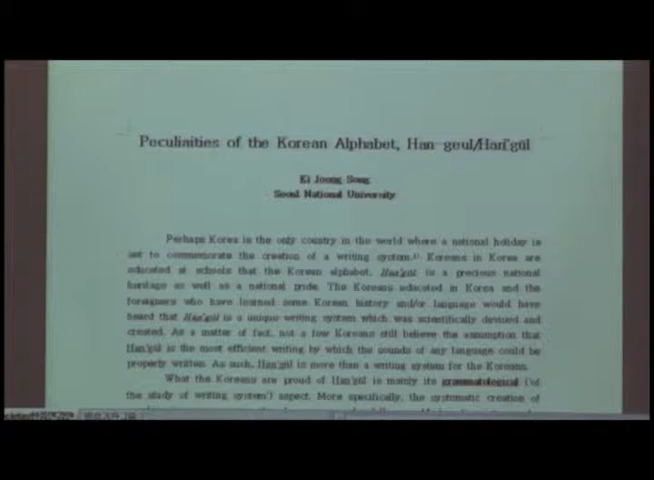 Peculiarities of the Korean Alphabet, Han-geul/Han'gŭl
Ki Joong Song
Seoul National University
Perhaps Korea is the only country in the world where a national holiday is
set to commemorate the creation of a writing system. Koreans in Korea are
educated at schools that the Korean alphabet, Han'gŭl is a precious national
heritage as well as a national pride. The Koreans educated in Korea and the
foreigners who have learned some Korean history and/or language would have
heard that Han'gŭl is a unique writing system which was scientifically devised and
created. As a matter of fact, not a few Koreans still believe the assumption that
Han'gŭl is the most efficient writing by which the sounds of any language could be
properly written. As such, Han'gŭl is more than a writing system for the Koreans.
What the Koreans are proud of Han'gŭl is mainly its grammatological ('of
the study of writing system') aspect. More specifically, the systematic creation of